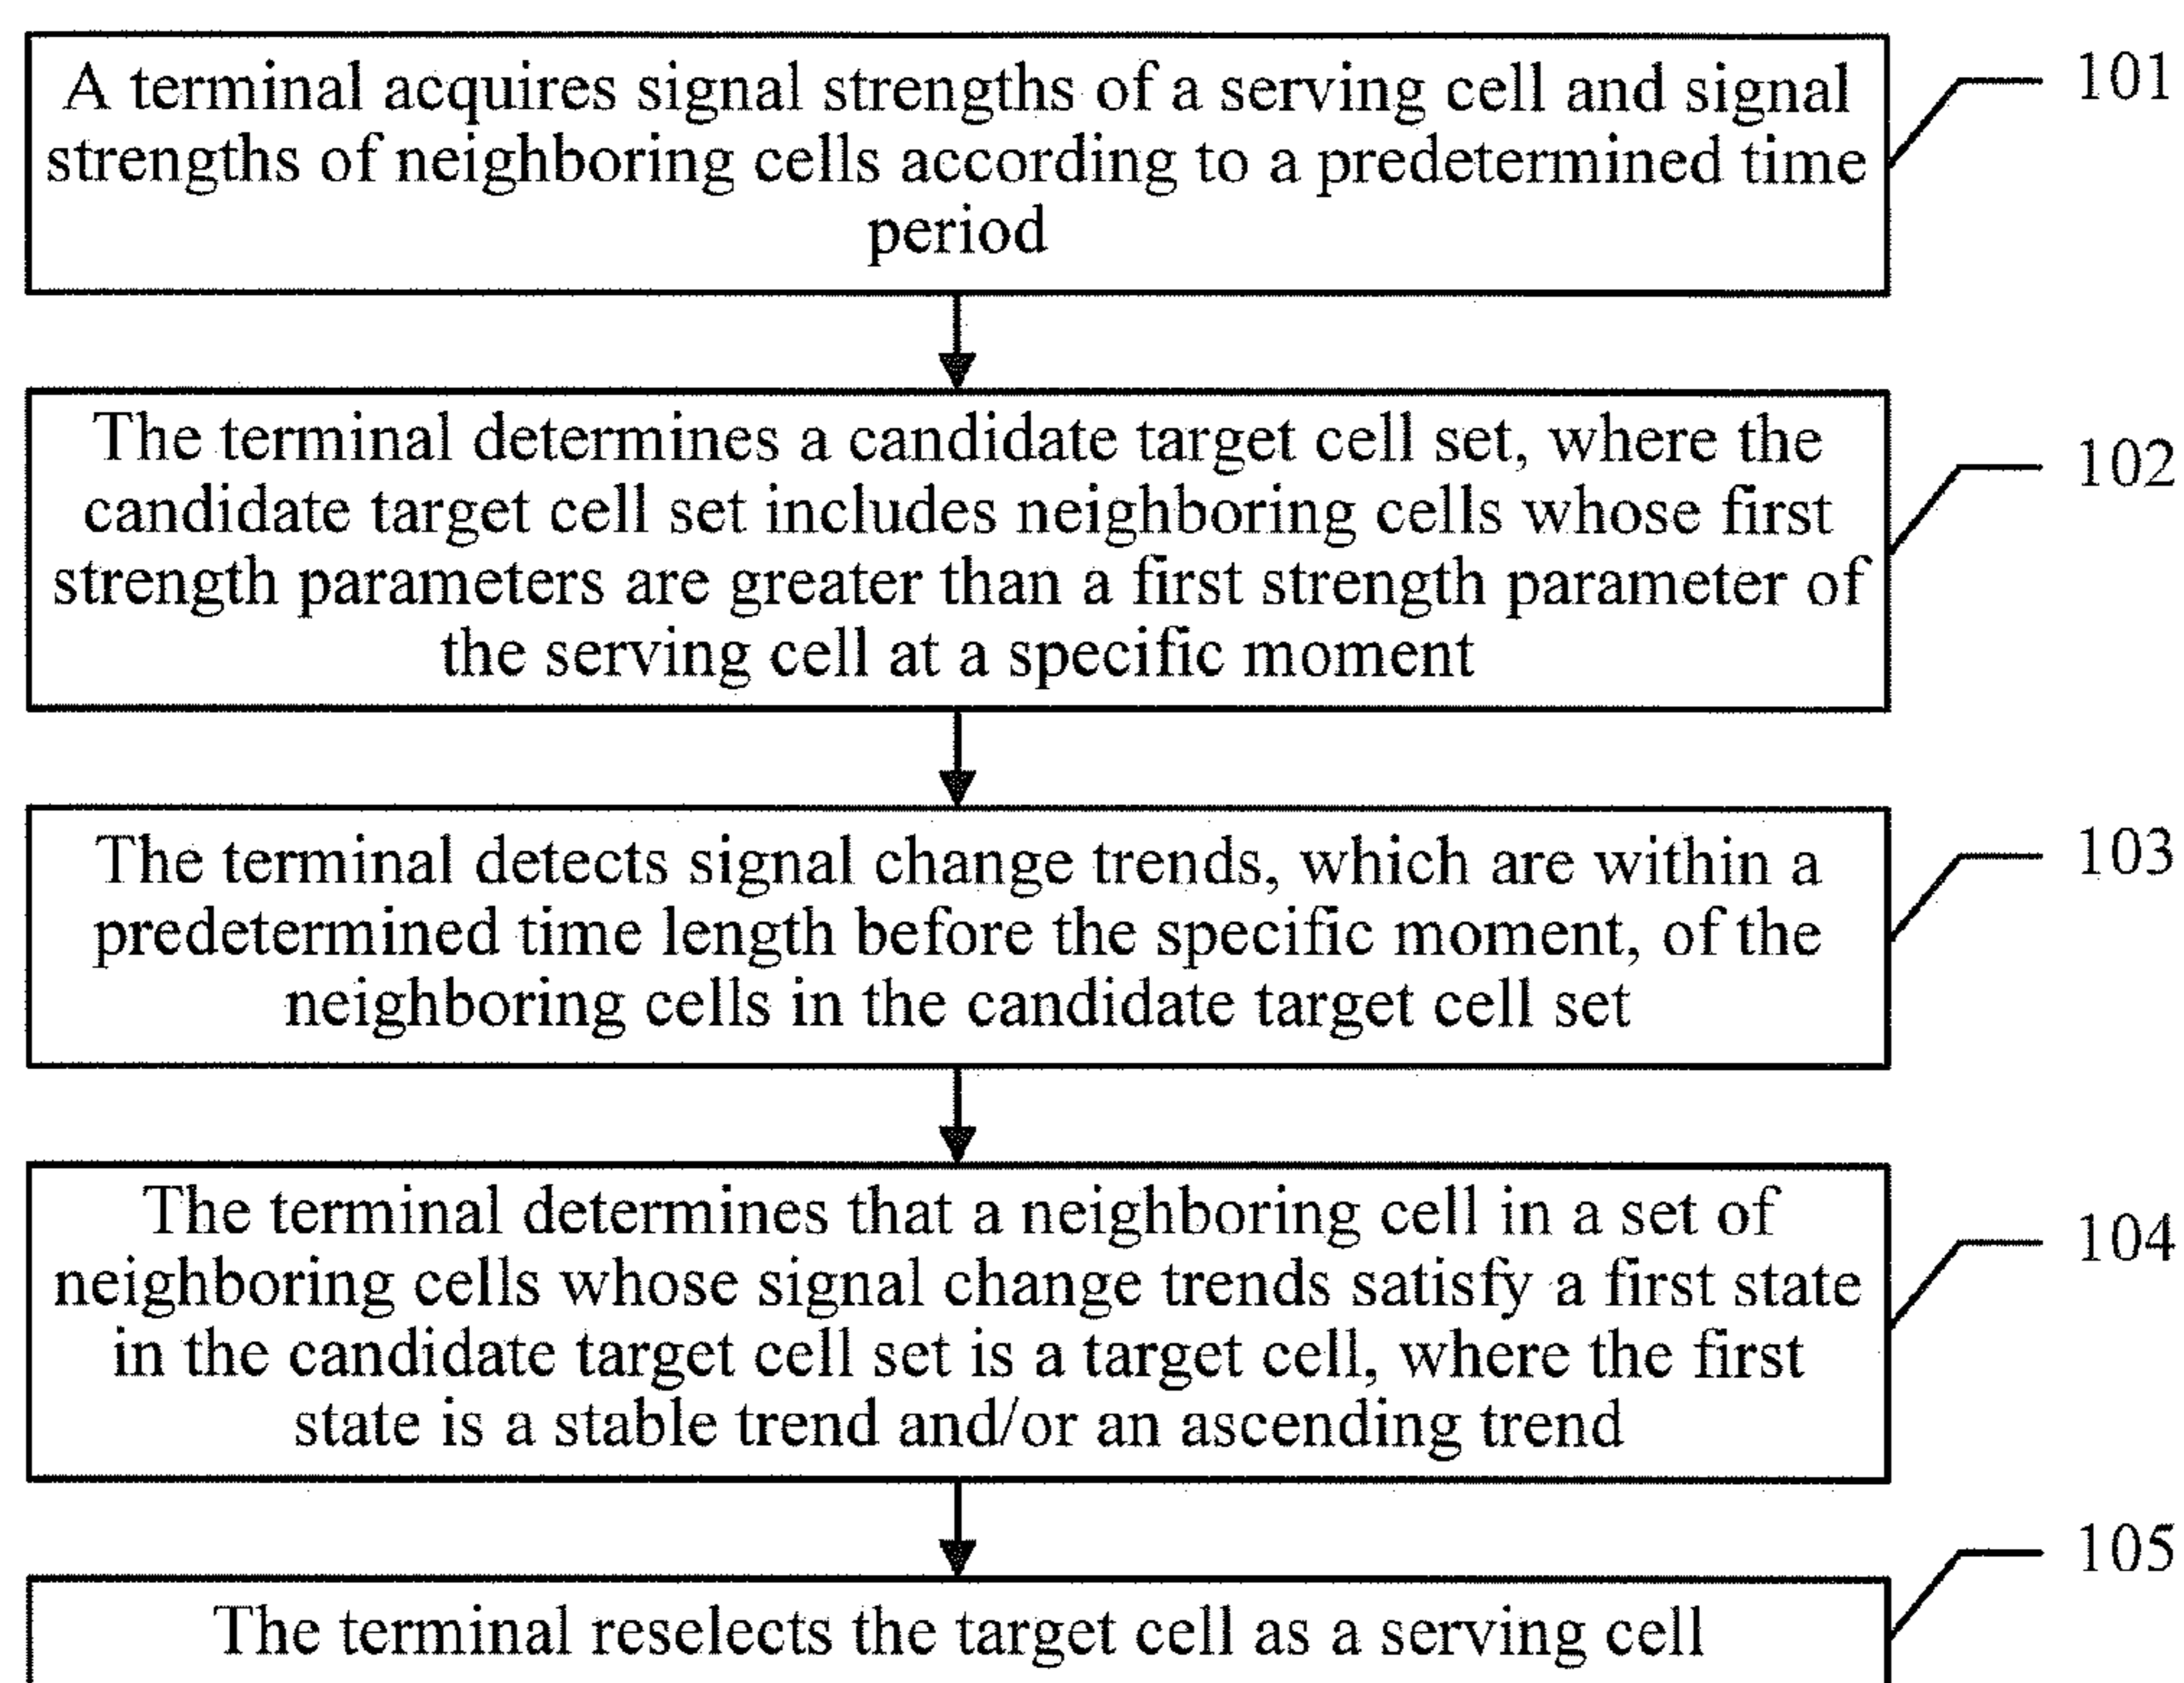 A terminal acquires signal strengths of a serving cell and signal
strengths of neighboring cells according to a predetermined time
period
101
The terminal determines a candidate target cell set, where the
candidate target cell set includes neighboring cells whose first
strength parameters are greater than a first strength parameter of
the serving cell at a specific moment
102
The terminal detects signal change trends, which are within a
predetermined time length before the specific moment, of the
neighboring cells in the candidate target cell set
103
The terminal determines that a neighboring cell in a set of
neighboring cells whose signal change trends satisfy a first state
in the candidate target cell set is a target cell, where the first
state is a stable trend and/or an ascending trend
104
The terminal reselects the target cell as a serving cell
105